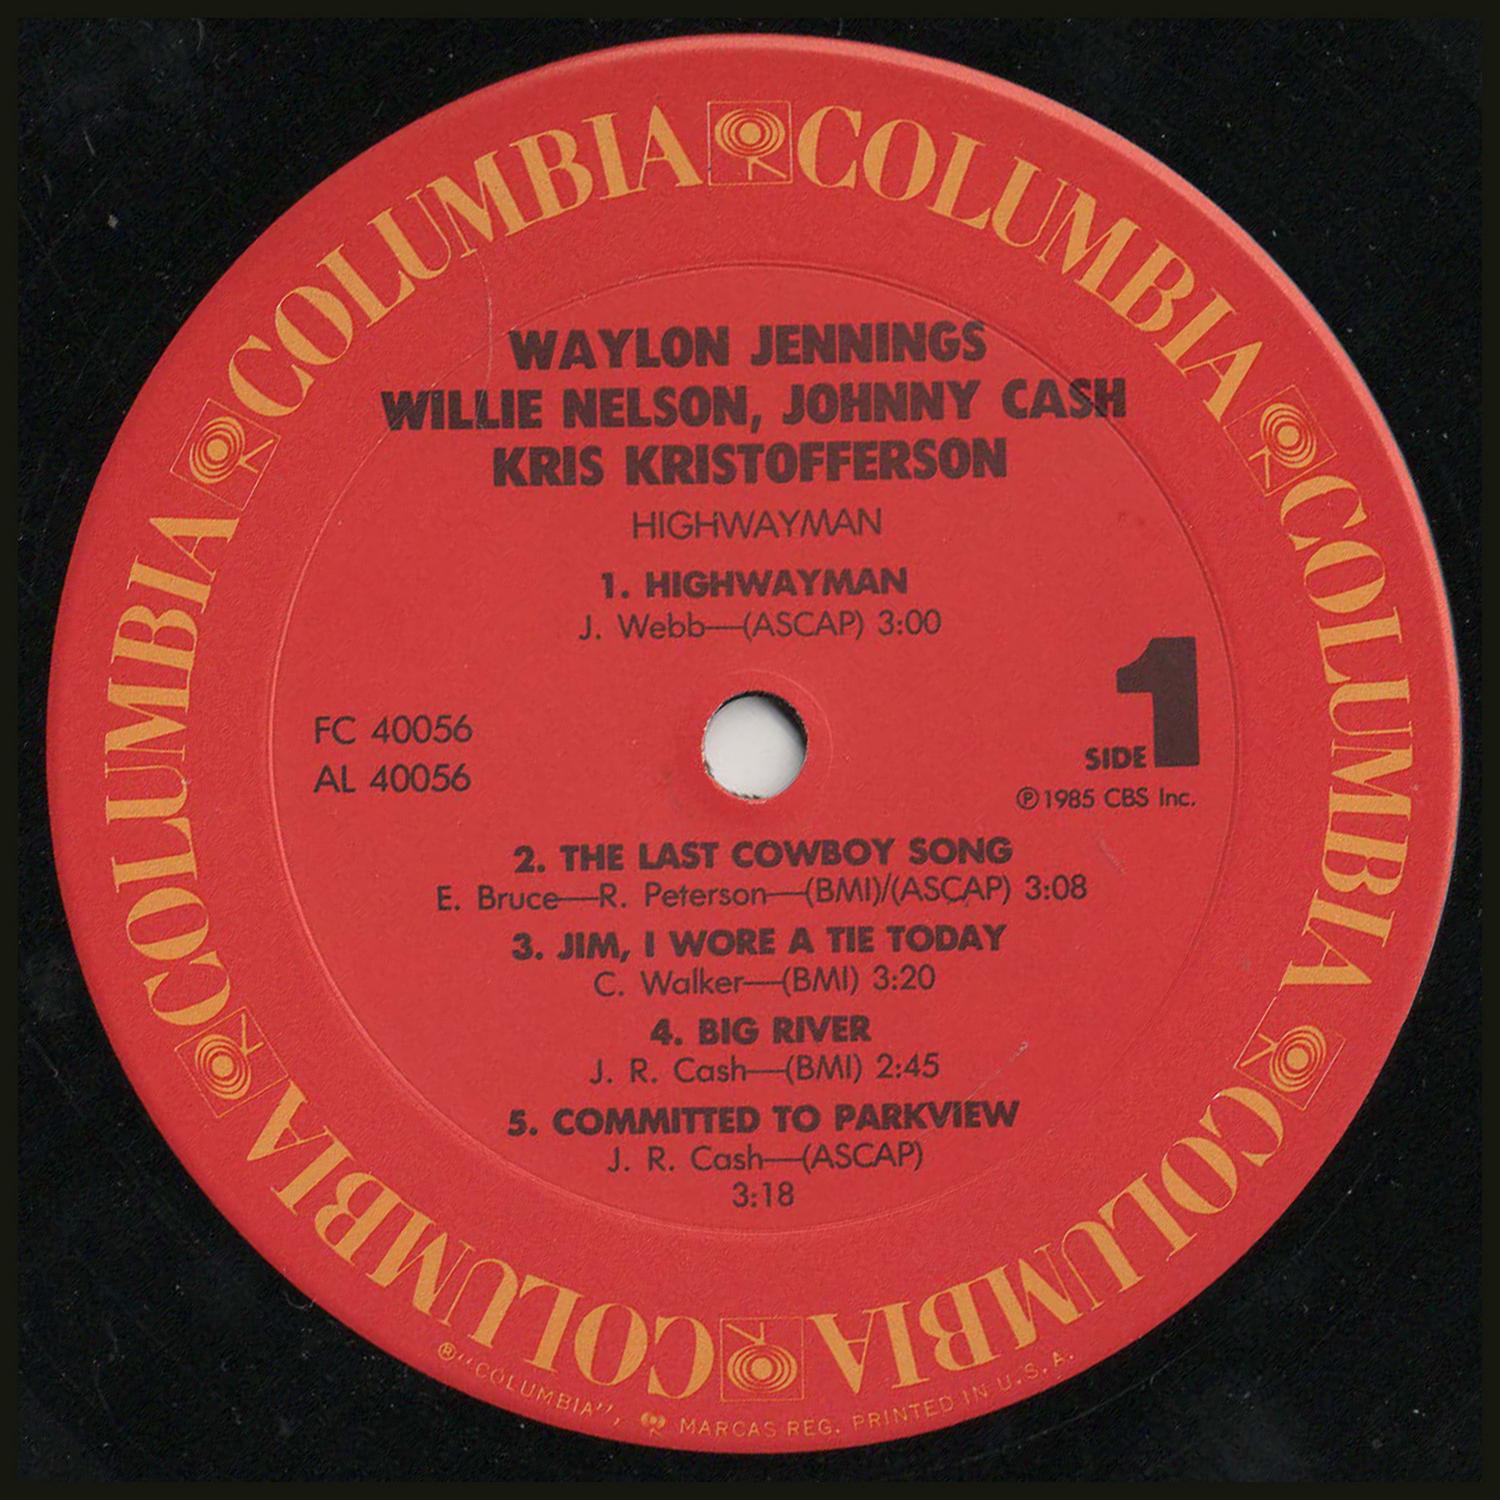 COLUMBIA COLUMBIA COLUMBIA COLUMBIA COLUMBIA COLUMBIA COLUMBIA COLUMBIA
WAYLON JENNINGS
WILLIE NELSON, JOHNNY CASH
KRIS KRISTOFFERSON
HIGHWAYMAN
1. HIGHWAYMAN
J. Webb—(ASCAP) 3:00
FC 40056
AL 40056
SIDE 1
℗ 1985 CBS Inc.
2. THE LAST COWBOY SONG
E. Bruce—R. Peterson—(BMI)/(ASCAP) 3:08
3. JIM, I WORE A TIE TODAY
C. Walker—(BMI) 3:20
4. BIG RIVER
J. R. Cash—(BMI) 2:45
5. COMMITTED TO PARKVIEW
J. R. Cash—(ASCAP)
3:18
® "COLUMBIA", MARCAS REG. PRINTED IN U.S.A.